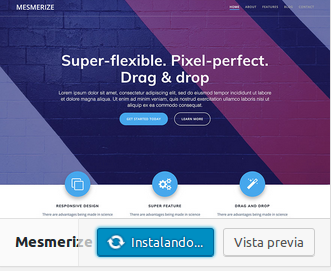 MESMERIZE
HOME ABOUT FEATURES BLOG CONTACT
Super-flexible. Pixel-perfect.
Drag & drop
Lorem ipsum dolor sit amet, consectetur adipiscing elit, sed do eiusmod tempor incididunt ut labore
et dolore magna aliqua. Ut enim ad minim veniam, quis nostrud exercitation ullamco laboris nisi ut
aliquip ex ea commodo consequat.
GET STARTED TODAY LEARN MORE
RESPONSIVE DESIGN SUPER FEATURE DRAG AND DROP
There are advantages being made in science There are advantages being made in science There are advantages being made in science
Mesmerize Instalando... Vista previa